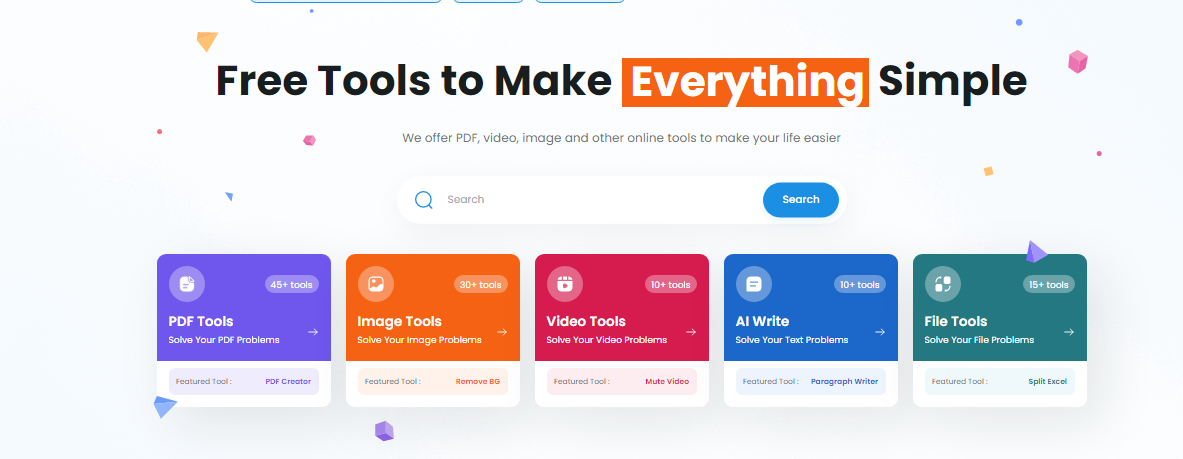 Free Tools to Make Everything Simple
We offer PDF, video, image and other online tools to make your life easier
Search
Search
45+ tools
PDF Tools
Solve Your PDF Problems
Featured Tool :
PDF Creator
30+ tools
Image Tools
Solve Your Image Problems
Featured Tool :
Remove BG
10+ tools
Video Tools
Solve Your Video Problems
Featured Tool :
Mute Video
10+ tools
AI Write
Solve Your Text Problems
Featured Tool :
Paragraph Writer
15+ tools
File Tools
Solve Your File Problems
Featured Tool :
Split Excel